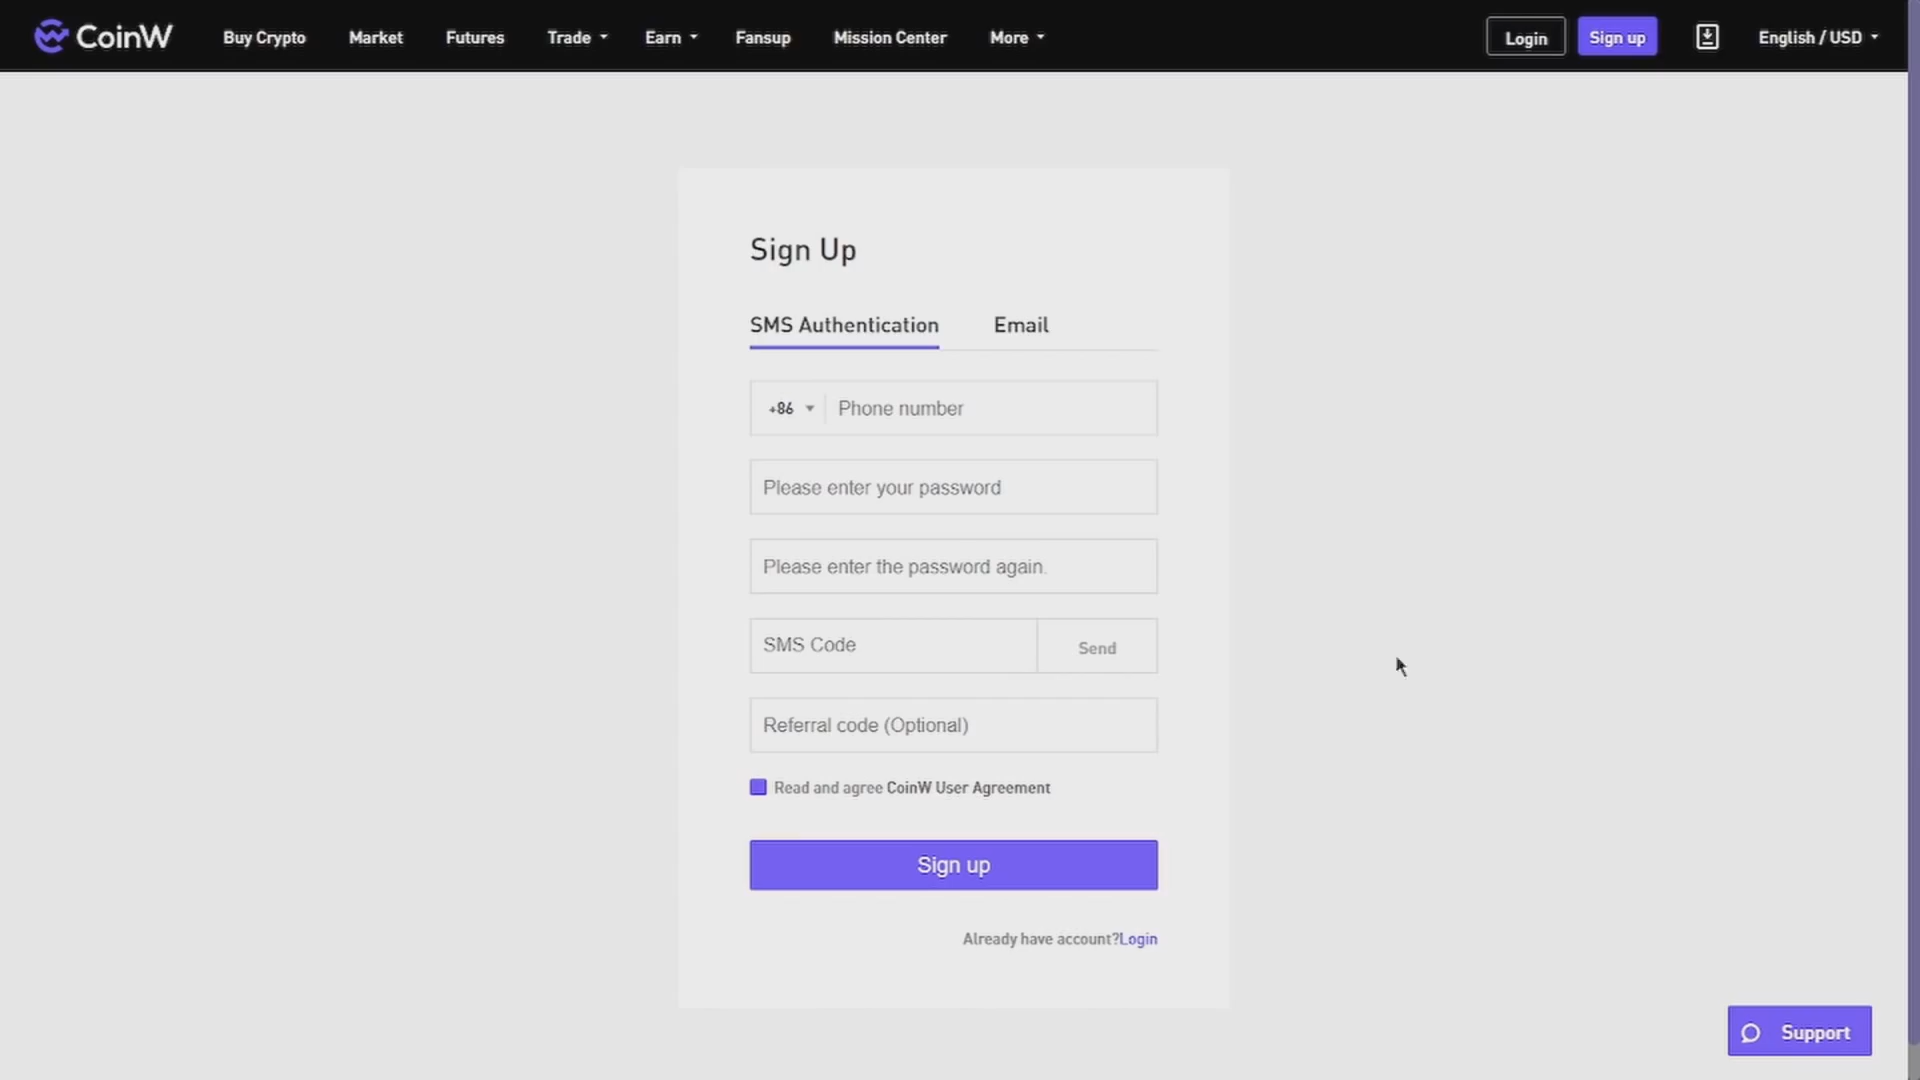 CoinW Buy Crypto Market Futures Trade Earn Fansup Mission Center More Login Sign up English / USD
Sign Up
SMS Authentication Email
+86 Phone number
Please enter your password
Please enter the password again.
SMS Code Send
Referral code (Optional)
Read and agree CoinW User Agreement
Sign up
Already have account?Login
Support